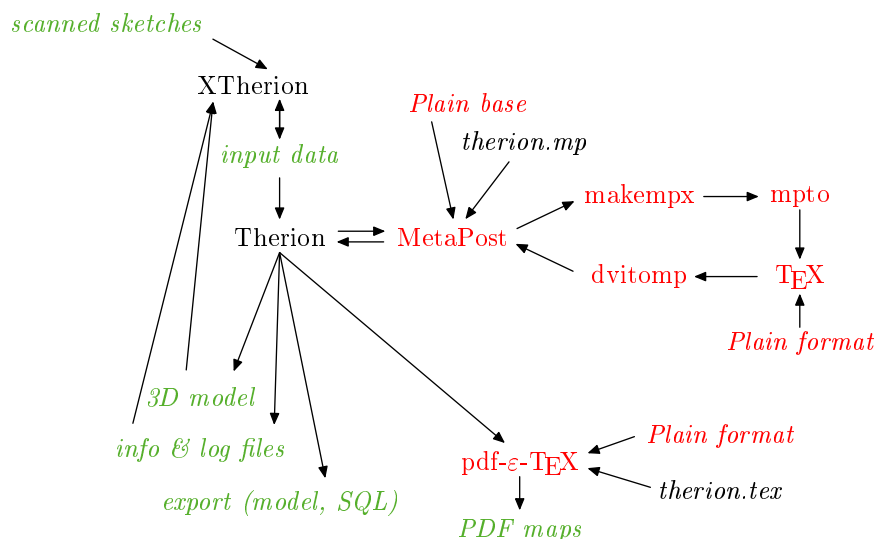 scanned sketches
XTherion
Plain base
therion.mp
input data
makempx
mpto
Therion
MetaPost
dvitomp
TEX
Plain format
3D model
info & log files
Plain format
pdf-ε-TEX
therion.tex
export (model, SQL)
PDF maps